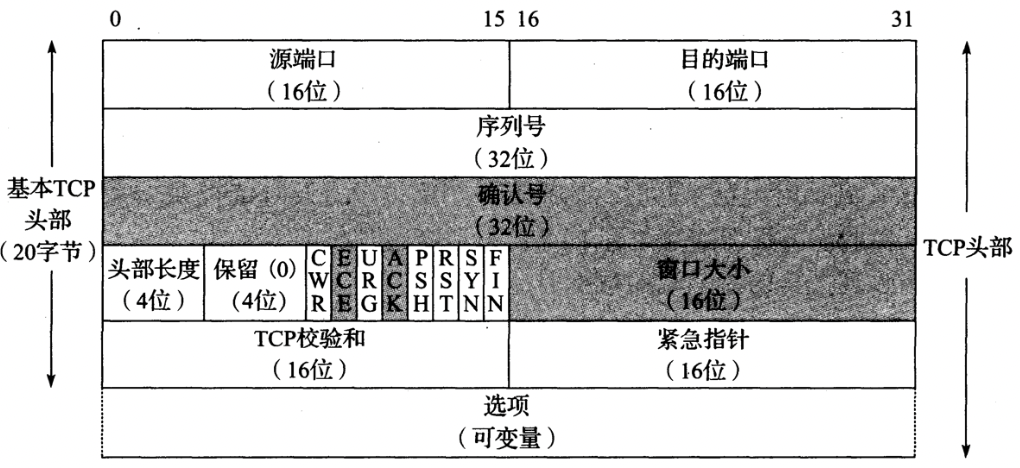 0 15 16 31
源端口 目的端口
（16位） （16位）
序列号
（32位）
基本TCP
头部
（20字节）
确认号
（32位）
TCP头部
头部长度 保留（0） CWR ECE URG ACK PSH RST SYN FIN 窗口大小
（4位） （4位） （16位）
TCP校验和 紧急指针
（16位） （16位）
选项
（可变量）